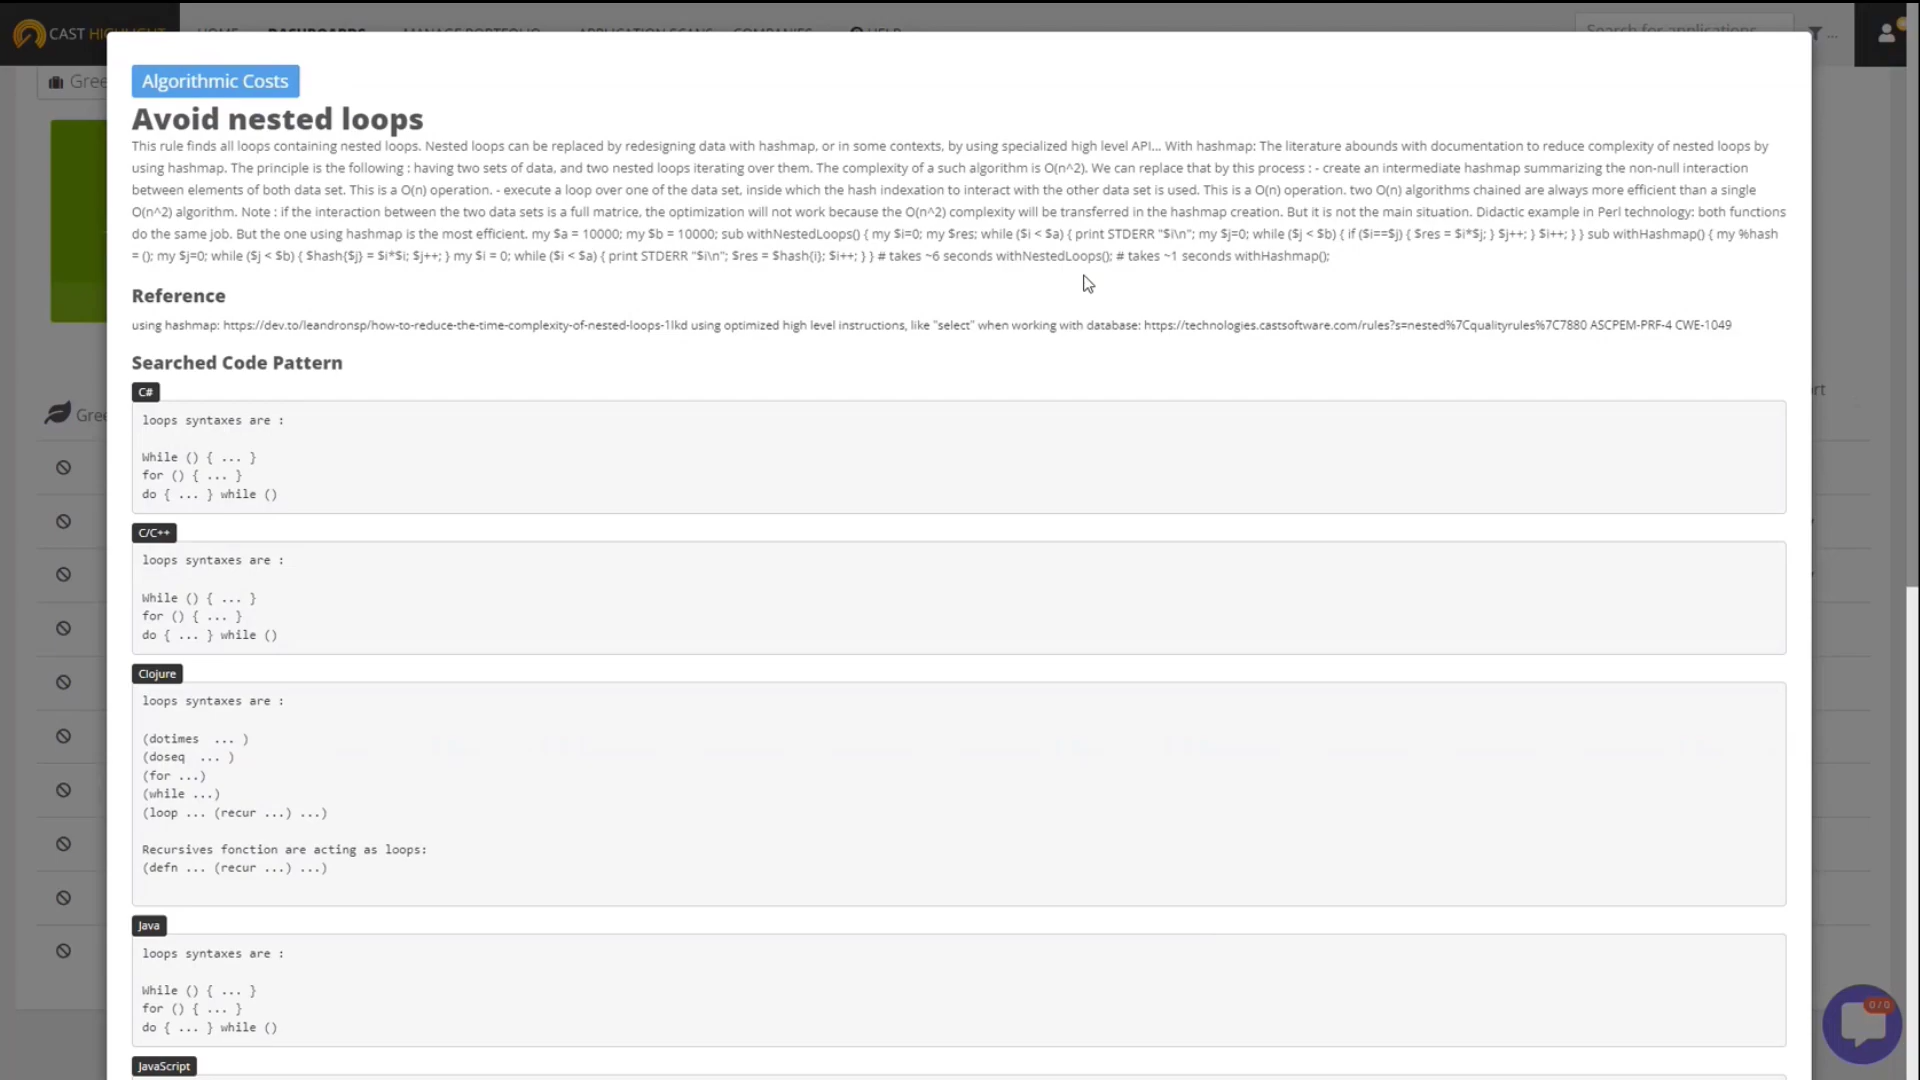 CAST
HOME DASHBOARDS MANAGE PORTFOLIO APPLICATION SCANS COMPANIES HELP
Search for applications
...
Gree
Algorithmic Costs
Avoid nested loops
This rule finds all loops containing nested loops. Nested loops can be replaced by redesigning data with hashmap, or in some contexts, by using specialized high level API... With hashmap: The literature abounds with documentation to reduce complexity of nested loops by
using hashmap. The principle is the following : having two sets of data, and two nested loops iterating over them. The complexity of a such algorithm is O(n^2). We can replace that by this process : - create an intermediate hashmap summarizing the non-null interaction
between elements of both data set. This is a O(n) operation. - execute a loop over one of the data set, inside which the hash indexation to interact with the other data set is used. This is a O(n) operation. two O(n) algorithms chained are always more efficient than a single
O(n^2) algorithm. Note : if the interaction between the two data sets is a full matrice, the optimization will not work because the O(n^2) complexity will be transferred in the hashmap creation. But it is not the main situation. Didactic example in Perl technology: both functions
do the same job. But the one using hashmap is the most efficient. my $a = 10000; my $b = 10000; sub withNestedLoops() { my $i=0; my $res; while ($i < $a) { print STDERR "$i\n"; my $j=0; while ($j < $b) { if ($i==$j) { $res = $i*$j; } $j++; } $i++; } } sub withHashmap() { my %hash
= (); my $j=0; while ($j < $b) { $hash{$j} = $i*$i; $j++; } my $i = 0; while ($i < $a) { print STDERR "$i\n"; $res = $hash{i}; $i++; } } # takes ~6 seconds withNestedLoops(); # takes ~1 seconds withHashmap();
Reference
using hashmap: https://dev.to/leandronsp/how-to-reduce-the-time-complexity-of-nested-loops-1lkd using optimized high level instructions, like "select" when working with database: https://technologies.castsoftware.com/rules?s=nested%7Cqualityrules%7C7880 ASCPEM-PRF-4 CWE-1049
Searched Code Pattern
C#
loops syntaxes are :
While () { ... }
for () { ... }
do { ... } while ()
Gree
C/C++
loops syntaxes are :
While () { ... }
for () { ... }
do { ... } while ()
Clojure
loops syntaxes are :
(dotimes ... )
(doseq ... )
(for ...)
(while ...)
(loop ... (recur ...) ...)
Recursives fonction are acting as loops:
(defn ... (recur ...) ...)
Java
loops syntaxes are :
While () { ... }
for () { ... }
do { ... } while ()
0/0
JavaScript